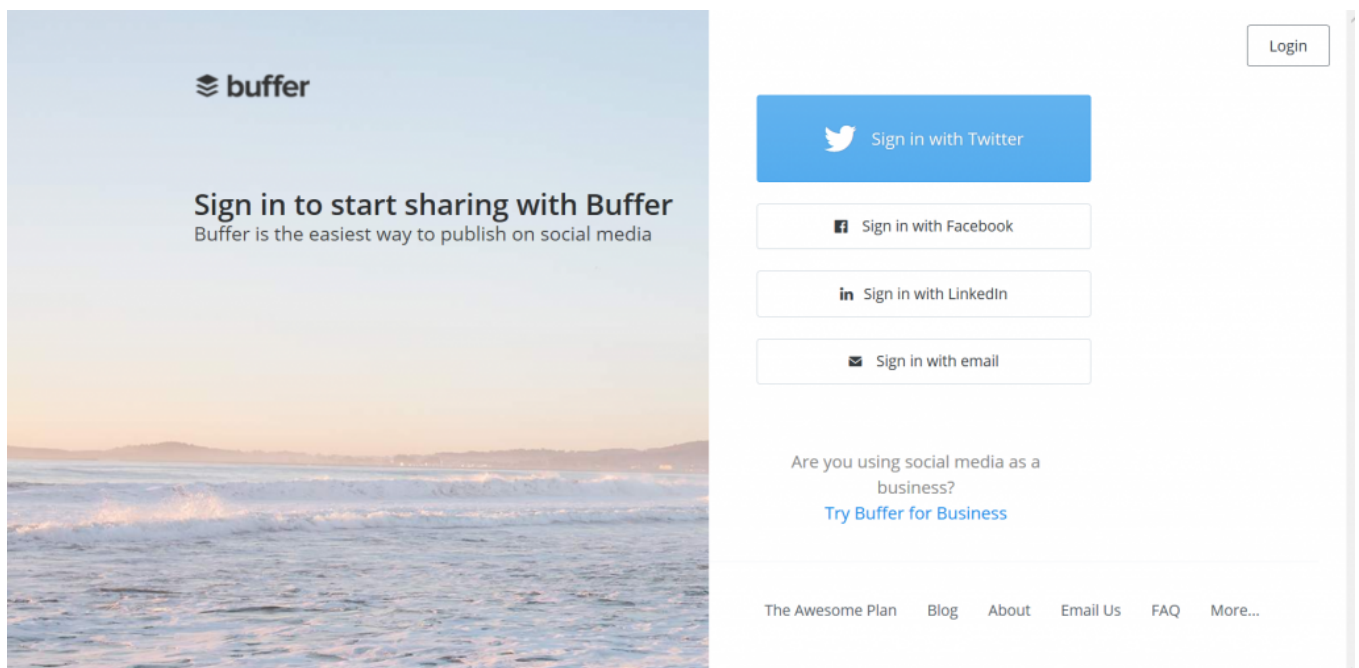 buffer
Sign in to start sharing with Buffer
Buffer is the easiest way to publish on social media
Login
Sign in with Twitter
Sign in with Facebook
in Sign in with LinkedIn
Sign in with email
Are you using social media as a
business?
Try Buffer for Business
The Awesome Plan Blog About Email Us FAQ More...